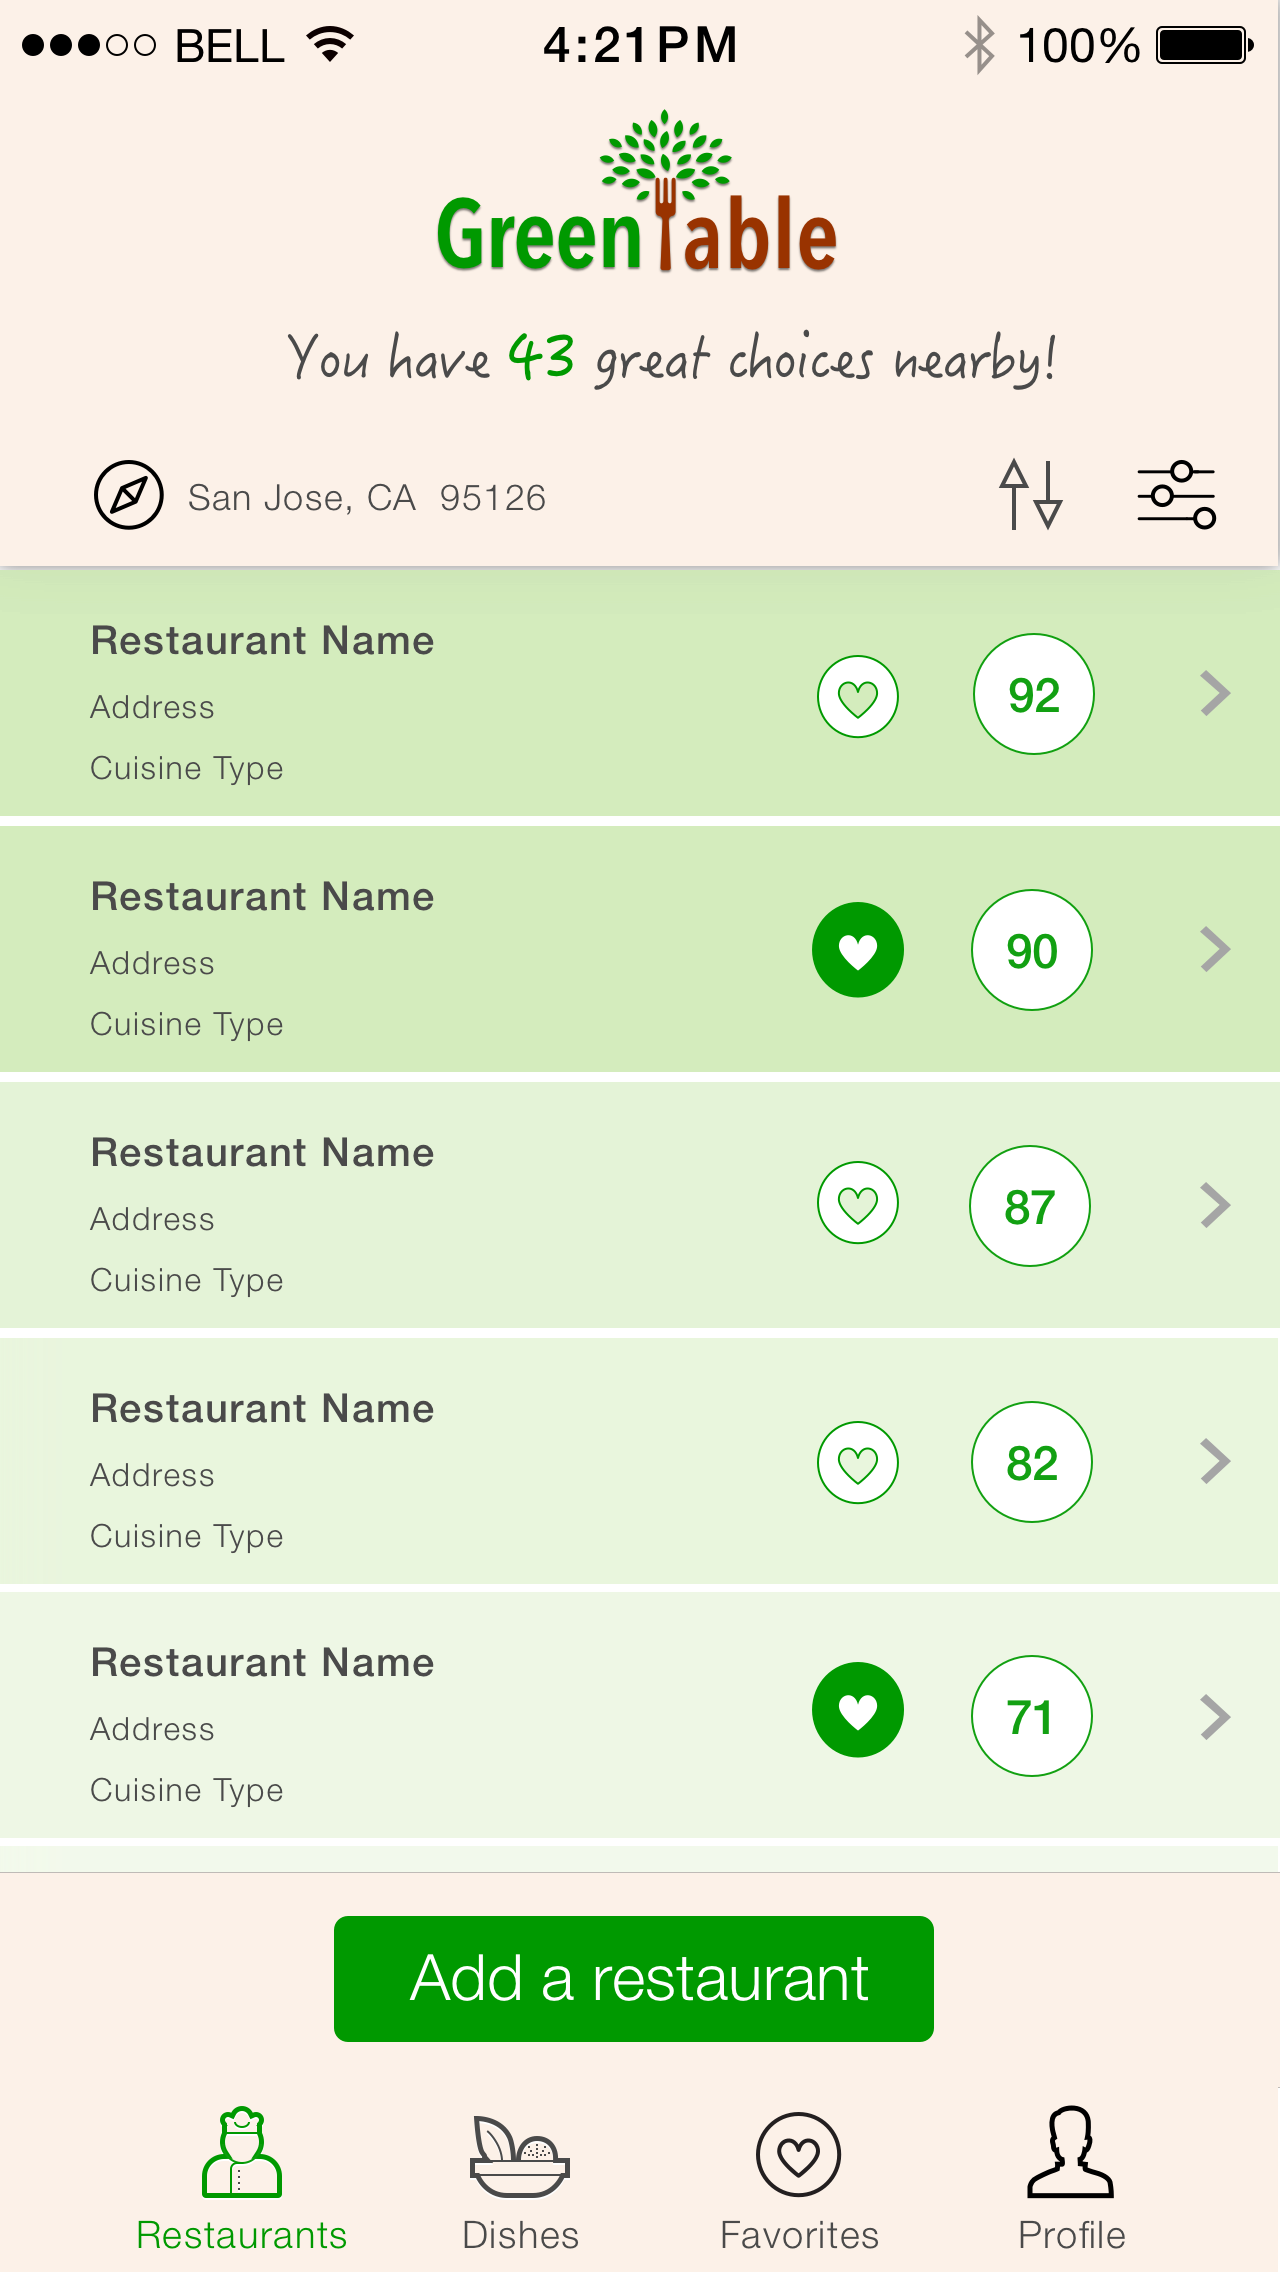 BELL 4:21PM 100%
GreenTable
You have 43 great choices nearby!
San Jose, CA 95126
Restaurant Name
Address
Cuisine Type
92
Restaurant Name
Address
Cuisine Type
90
Restaurant Name
Address
Cuisine Type
87
Restaurant Name
Address
Cuisine Type
82
Restaurant Name
Address
Cuisine Type
71
Add a restaurant
Restaurants Dishes Favorites Profile